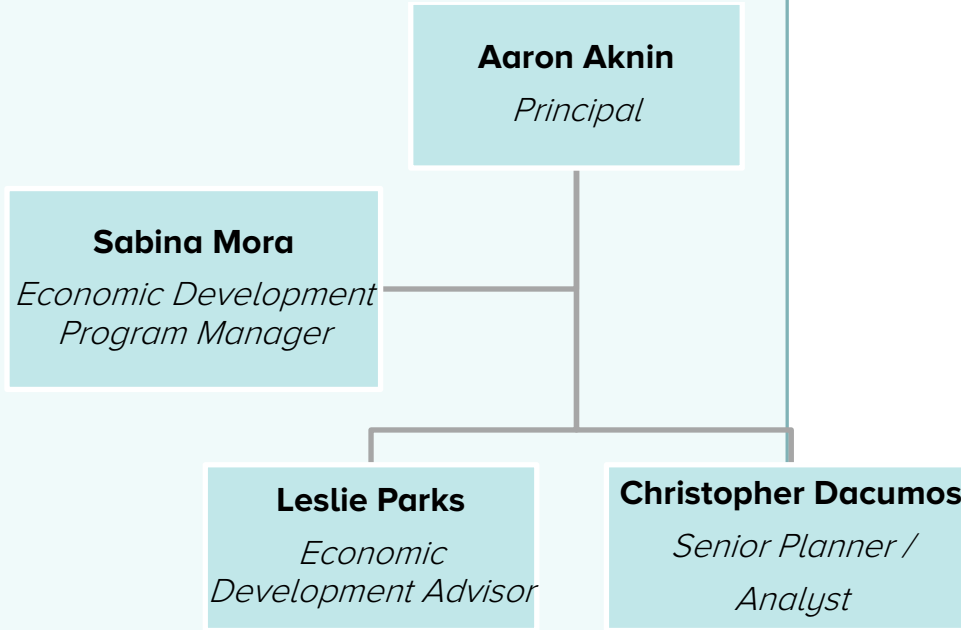 Aaron Aknin
Principal
Sabina Mora
Economic Development
Program Manager
Leslie Parks
Economic
Development Advisor
Christopher Dacumos
Senior Planner /
Analyst